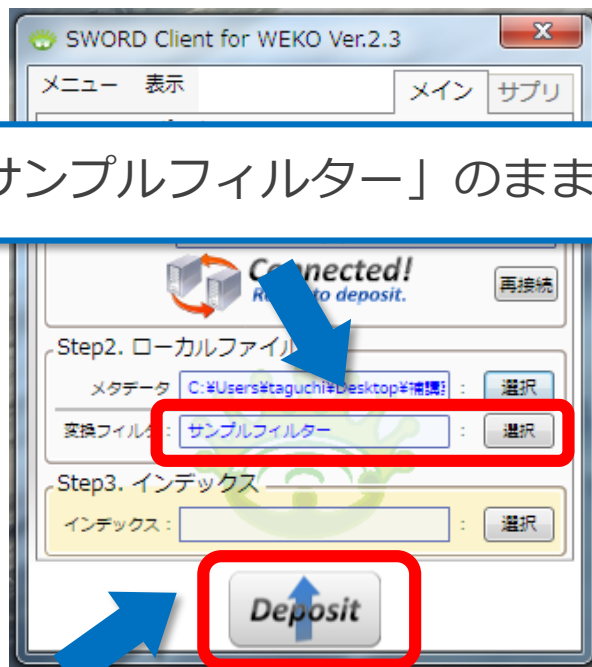 SWORD Client for WEKO Ver.2.3
メニュー 表示 メイン サプリ
サンプルフィルター」のまま
Connected!
to deposit.
再接続
Step2. ローカルファイル
メタデータ C:¥Users¥taguchi¥Desktop¥補講 : 選択
変換フィルタ : サンプルフィルター : 選択
Step3. インデックス
インデックス : : 選択
Deposit